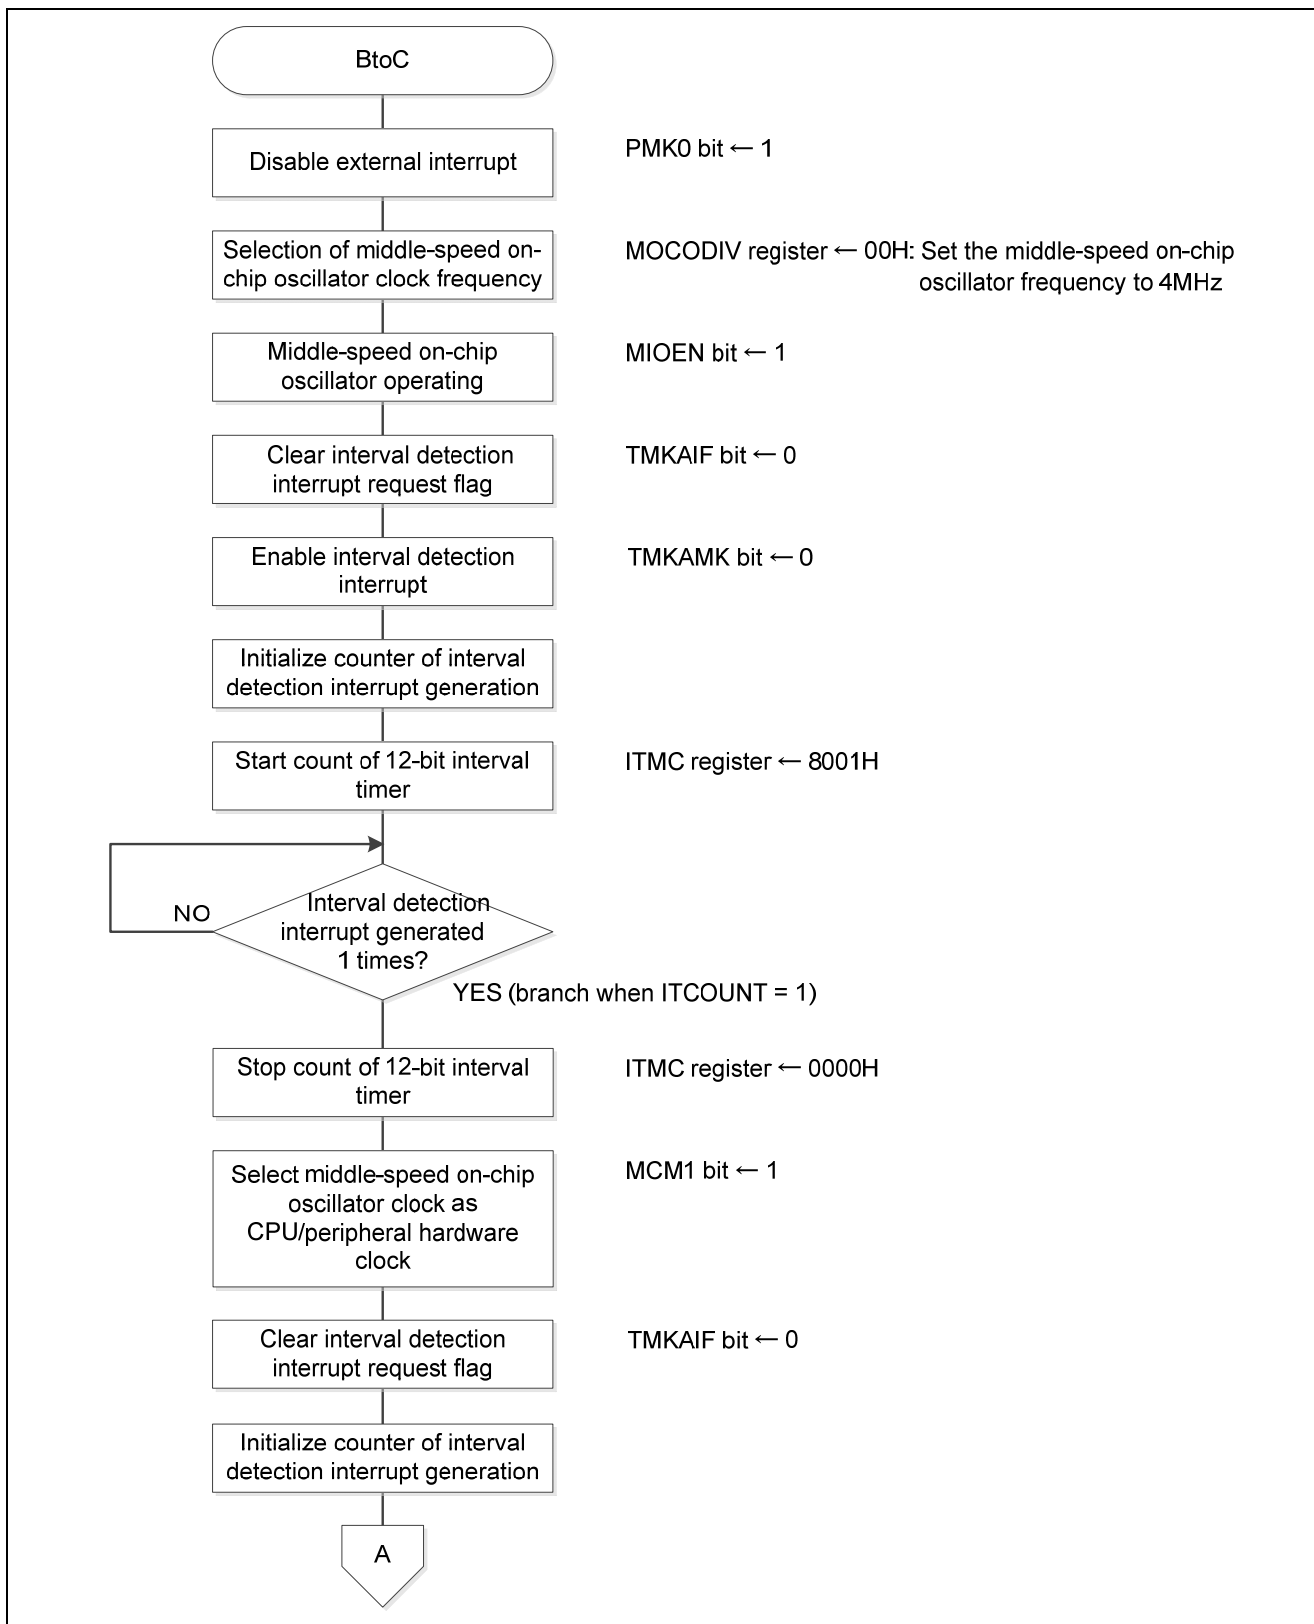 BtoC
Disable external interrupt
PMK0 bit ← 1
Selection of middle-speed on-
chip oscillator clock frequency
MOCODIV register ← 00H: Set the middle-speed on-chip
oscillator frequency to 4MHz
Middle-speed on-chip
oscillator operating
MIOEN bit ← 1
Clear interval detection
interrupt request flag
TMKAIF bit ← 0
Enable interval detection
interrupt
TMKAMK bit ← 0
Initialize counter of interval
detection interrupt generation
Start count of 12-bit interval
timer
ITMC register ← 8001H
Interval detection
interrupt generated
1 times?
NO
YES (branch when ITCOUNT = 1)
Stop count of 12-bit interval
timer
ITMC register ← 0000H
Select middle-speed on-chip
oscillator clock as
CPU/peripheral hardware
clock
MCM1 bit ← 1
Clear interval detection
interrupt request flag
TMKAIF bit ← 0
Initialize counter of interval
detection interrupt generation
A